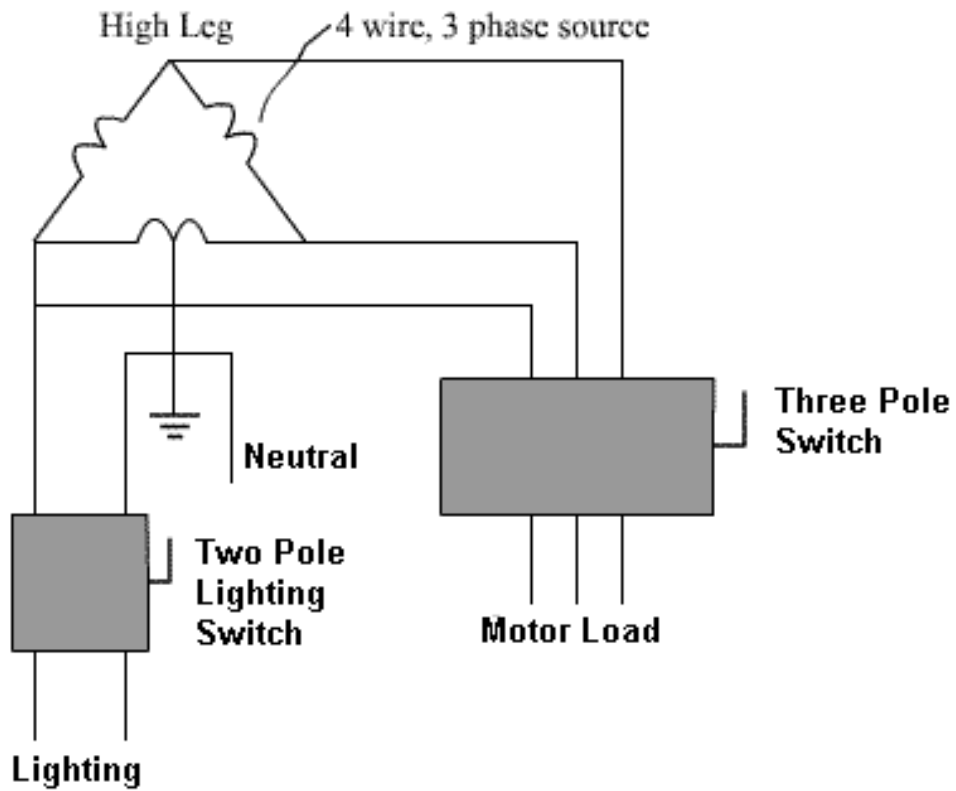 High Leg
4 wire, 3 phase source
Three Pole
Switch
Neutral
Two Pole
Lighting
Switch
Motor Load
Lighting